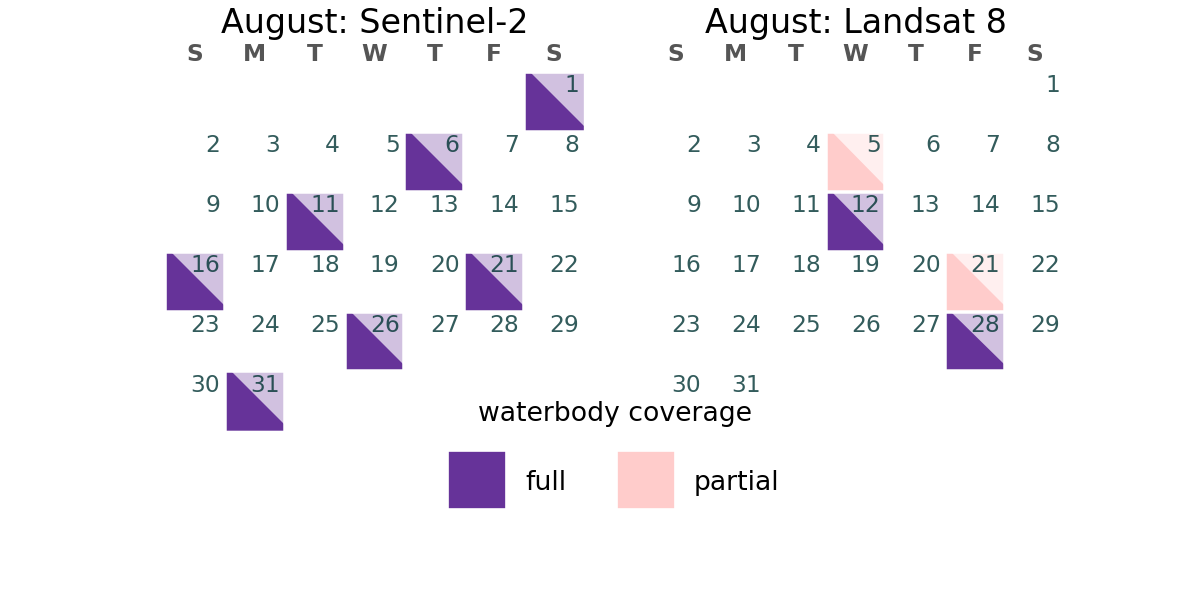 August: Sentinel-2
S M T W T F S
1
2 3 4 5 6 7 8
9 10 11 12 13 14 15
16 17 18 19 20 21 22
23 24 25 26 27 28 29
30 31
August: Landsat 8
S M T W T F S
1
2 3 4 5 6 7 8
9 10 11 12 13 14 15
16 17 18 19 20 21 22
23 24 25 26 27 28 29
30 31
waterbody coverage
full partial